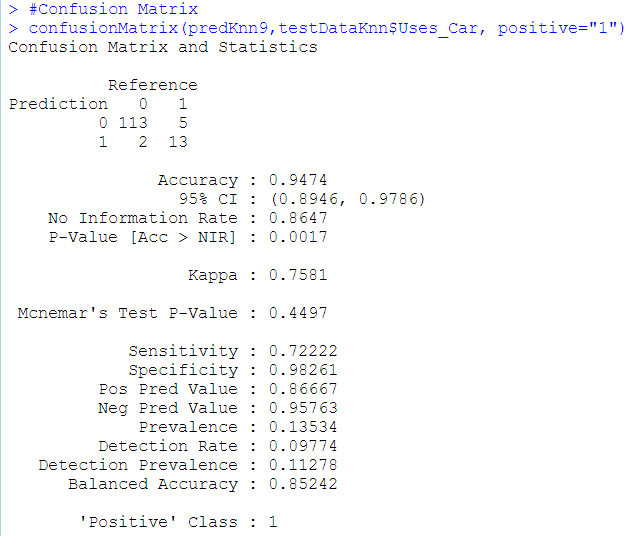 > #Confusion Matrix
> confusionMatrix(predKnn9,testDataKnn$Uses_Car, positive="1")
Confusion Matrix and Statistics
Reference
Prediction 0 1
0 113 5
1 2 13
Accuracy : 0.9474
95% CI : (0.8946, 0.9786)
No Information Rate : 0.8647
P-Value [Acc > NIR] : 0.0017
Kappa : 0.7581
Mcnemar's Test P-Value : 0.4497
Sensitivity : 0.72222
Specificity : 0.98261
Pos Pred Value : 0.86667
Neg Pred Value : 0.95763
Prevalence : 0.13534
Detection Rate : 0.09774
Detection Prevalence : 0.11278
Balanced Accuracy : 0.85242
'Positive' Class : 1